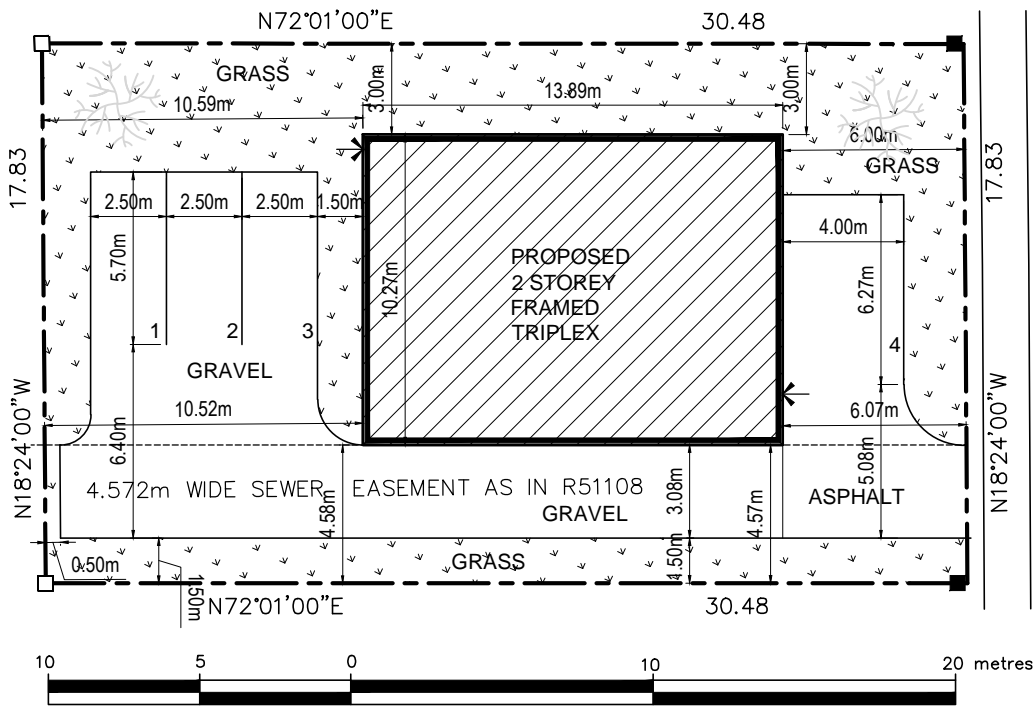 N72°01'00"E
30.48
GRASS
10.59m
3.00m
13.89m
3.00m
6.00m
GRASS
17.83
17.83
2.50m
2.50m
2.50m
1.50m
4.00m
5.70m
10.27m
PROPOSED
2 STOREY
FRAMED
TRIPLEX
6.27m
1
2
3
4
GRAVEL
10.52m
6.07m
N18°24'00"W
N18°24'00"W
6.40m
5.08m
4.572m WIDE SEWER EASEMENT AS IN R51108
GRAVEL
ASPHALT
4.58m
3.08m
4.57m
GRASS
1.50m
0.50m
1.50m
N72°01'00"E
30.48
10
5
0
10
20 metres